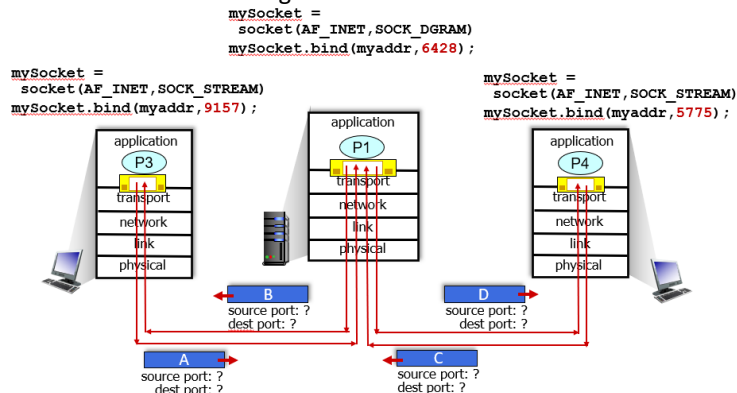 mySocket =
socket(AF_INET,SOCK_DGRAM)
mySocket.bind(myaddr,6428);
mySocket =
socket(AF_INET,SOCK_STREAM)
mySocket.bind(myaddr,9157);
mySocket =
socket(AF_INET,SOCK_STREAM)
mySocket.bind(myaddr,5775);
application
P3
transport
network
link
physical
application
P1
transport
network
link
physical
application
P4
transport
network
link
physical
B
source port: ?
dest port: ?
D
source port: ?
dest port: ?
A
source port: ?
dest port: ?
C
source port: ?
dest port: ?